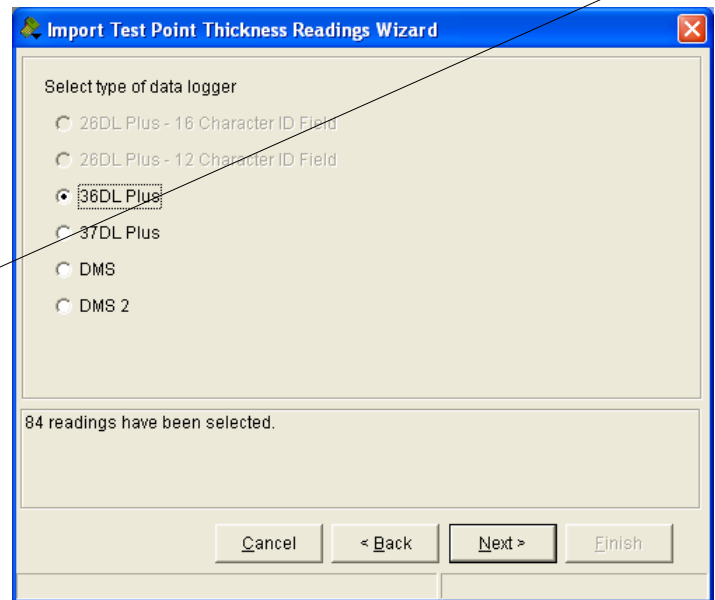 Import Test Point Thickness Readings Wizard
Select type of data logger
26DL Plus - 16 Character ID Field
26DL Plus - 12 Character ID Field
36DL Plus
37DL Plus
DMS
DMS 2
84 readings have been selected.
Cancel < Back Next > Finish